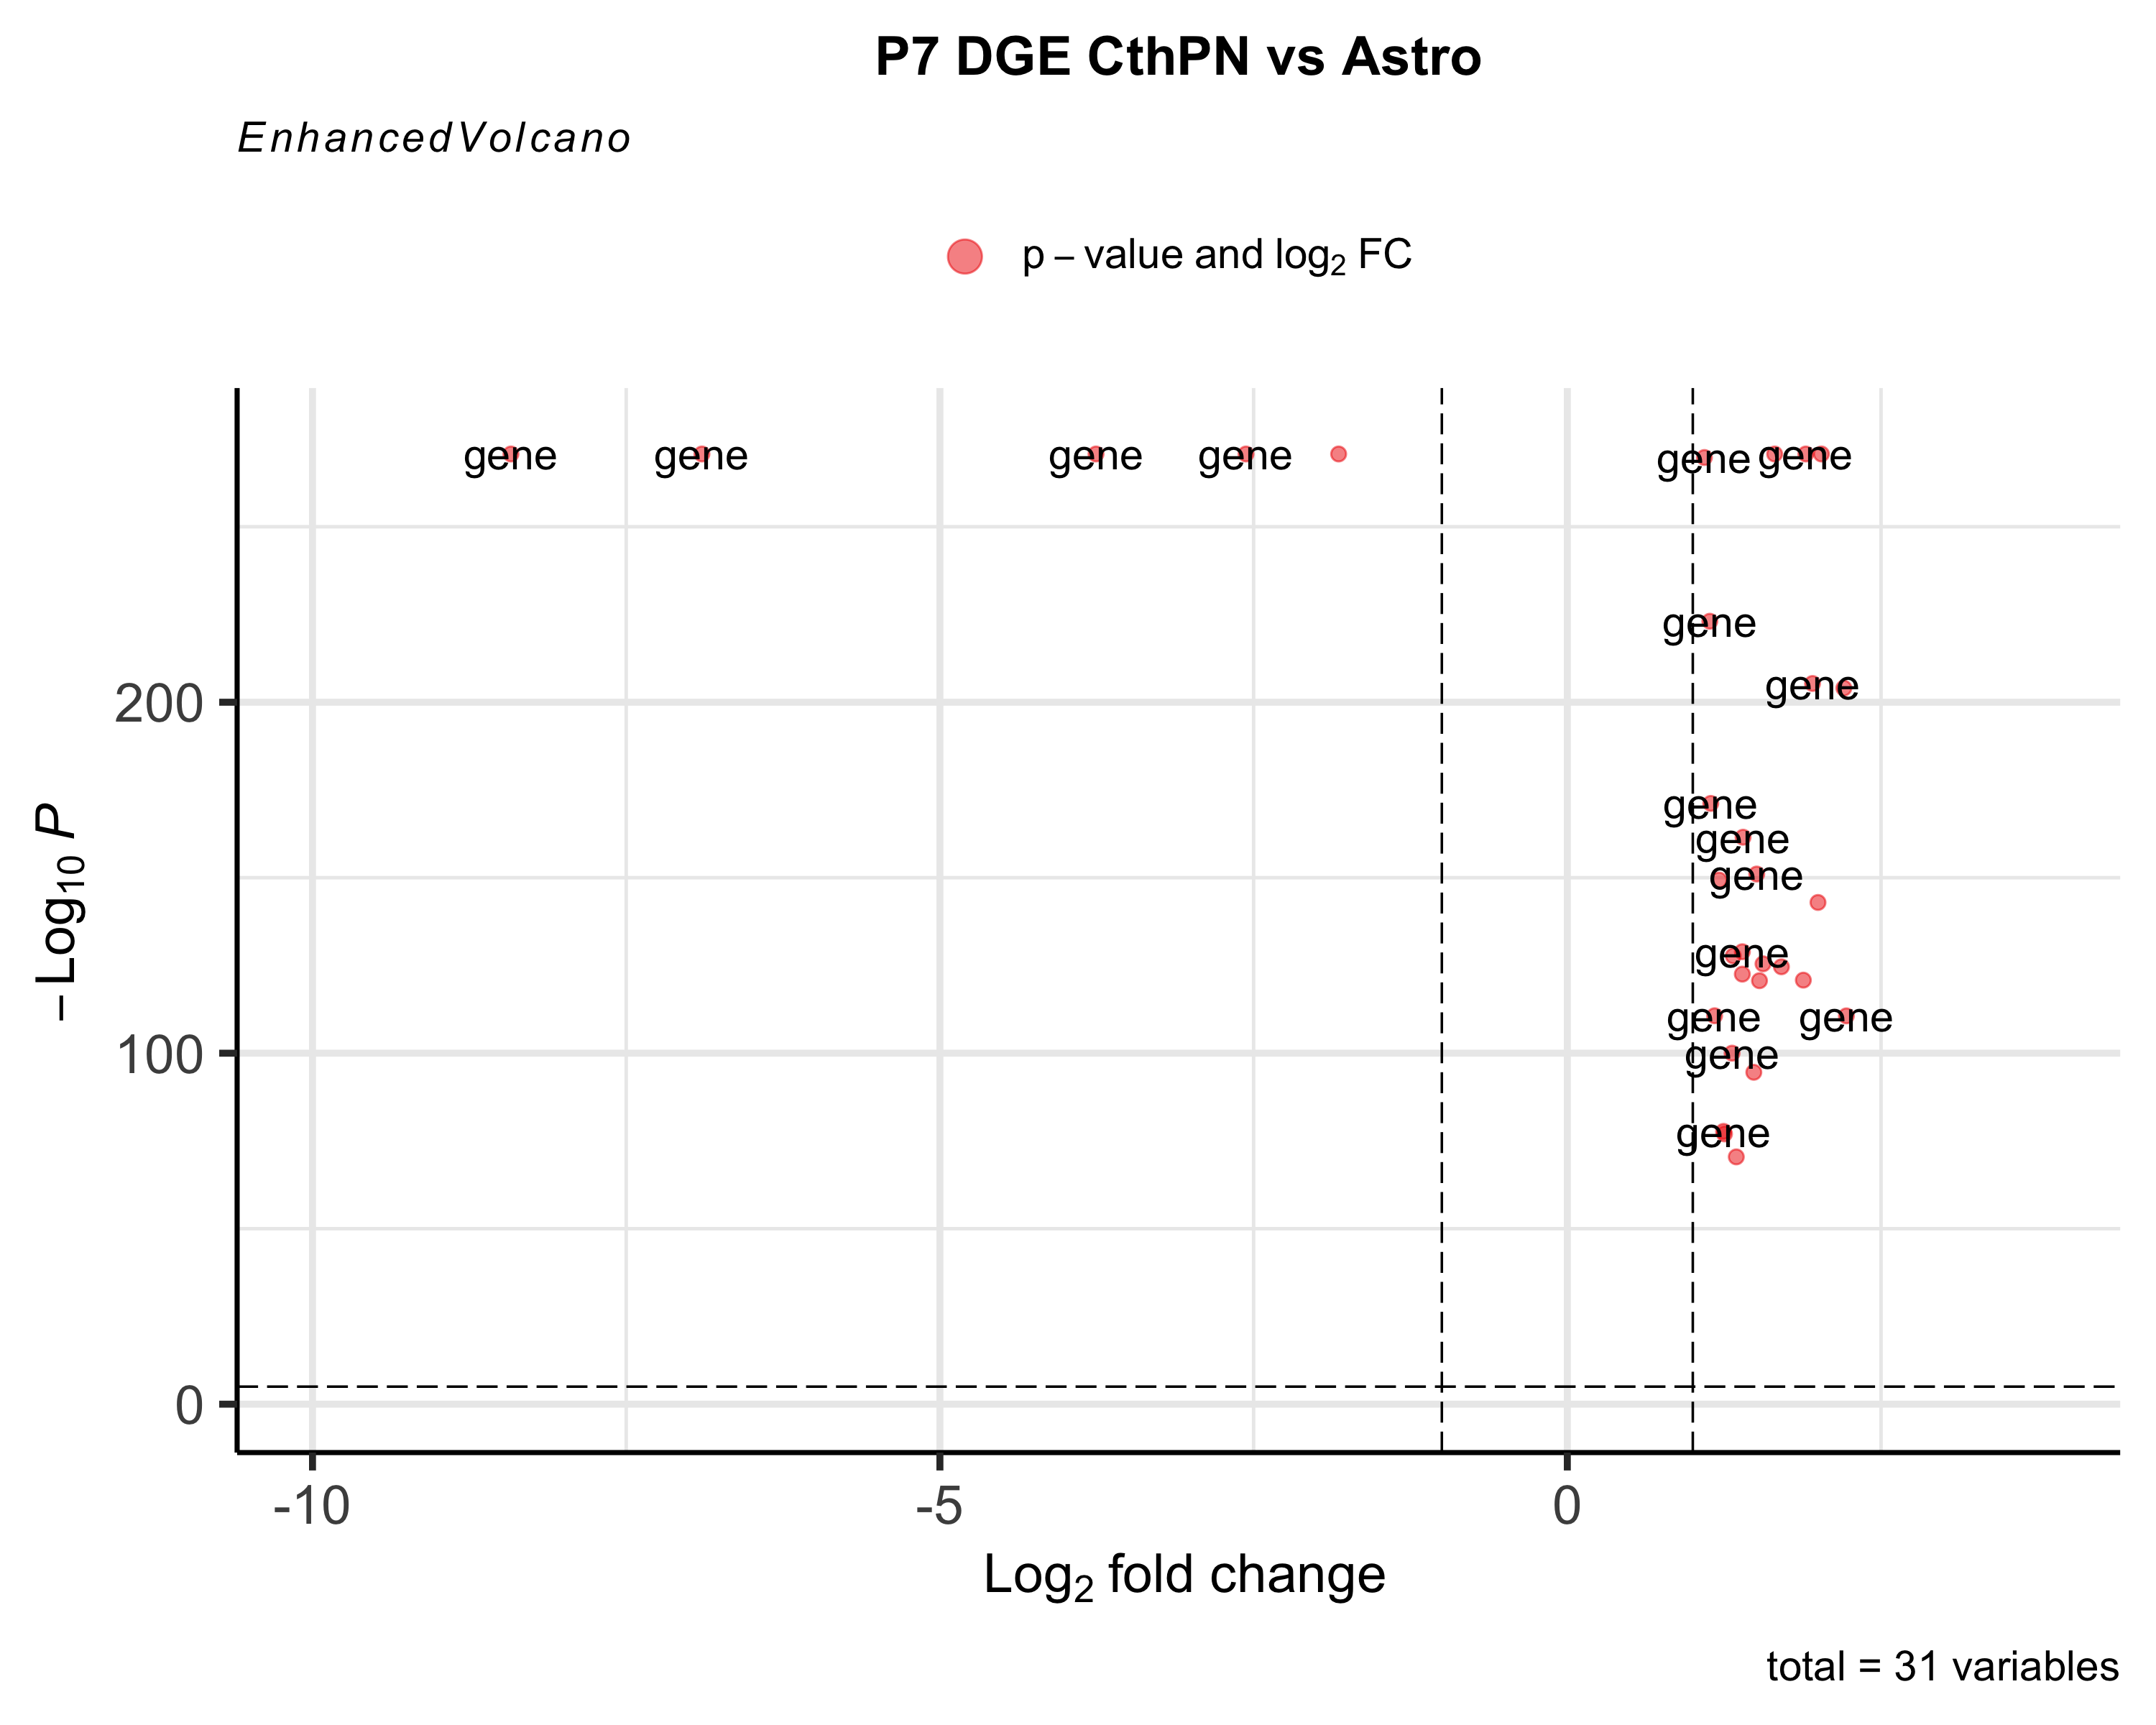 P7 DGE CthPN vs Astro
EnhancedVolcano
p – value and log₂ FC
gene gene gene gene gene gene
gene
gene
gene
gene
gene
gene
gene gene
gene
gene
200
100
0
– Log₁₀ P
-10 -5 0
Log₂ fold change
total = 31 variables